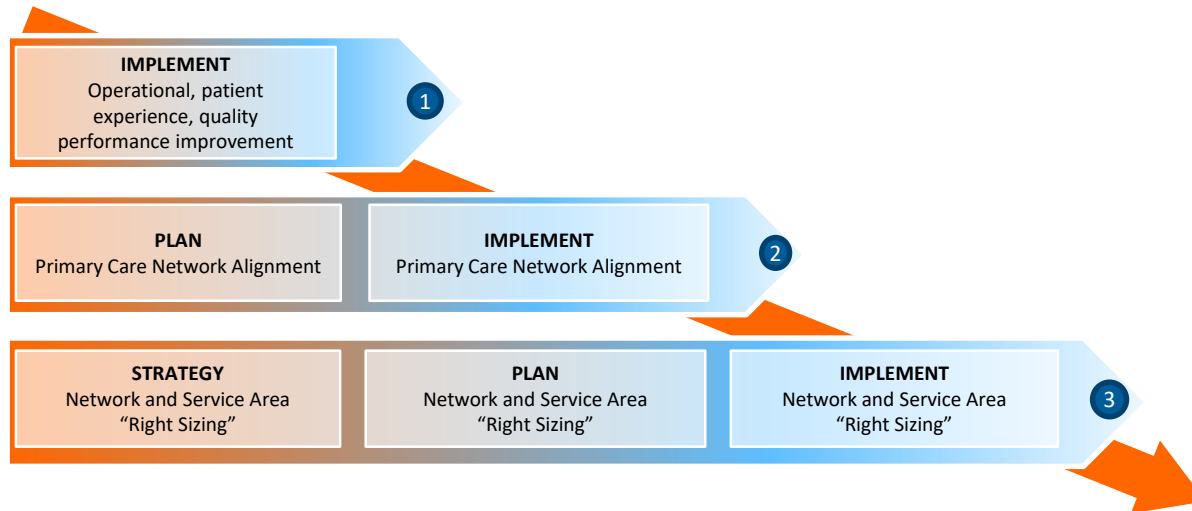 IMPLEMENT
Operational, patient
experience, quality
performance improvement
1
PLAN
Primary Care Network Alignment
IMPLEMENT
Primary Care Network Alignment
2
STRATEGY
Network and Service Area
“Right Sizing”
PLAN
Network and Service Area
“Right Sizing”
IMPLEMENT
Network and Service Area
“Right Sizing”
3